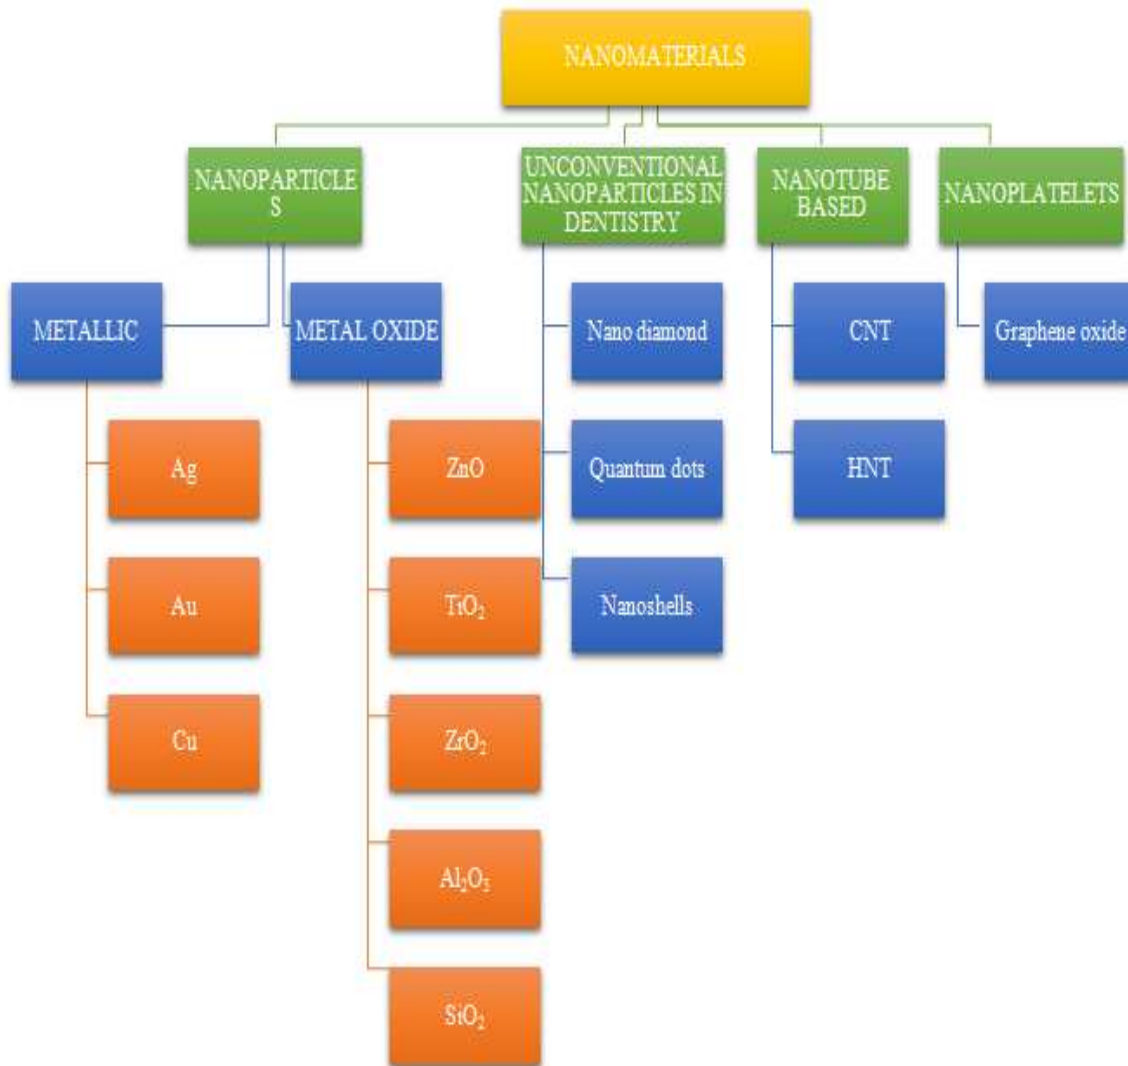 NANOMATERIALS
NANOPARTICLE
S
UNCONVENTIONAL
NANOPARTICLES IN
DENTISTRY
NANOTUBE
BASED
NANOPLATELETS
METALLIC
METAL OXIDE
Nano diamond
CNT
Graphene oxide
Ag
ZnO
Quantum dots
HNT
Au
TiO₂
Nanoshells
Cu
ZrO₂
Al₂O₃
SiO₂